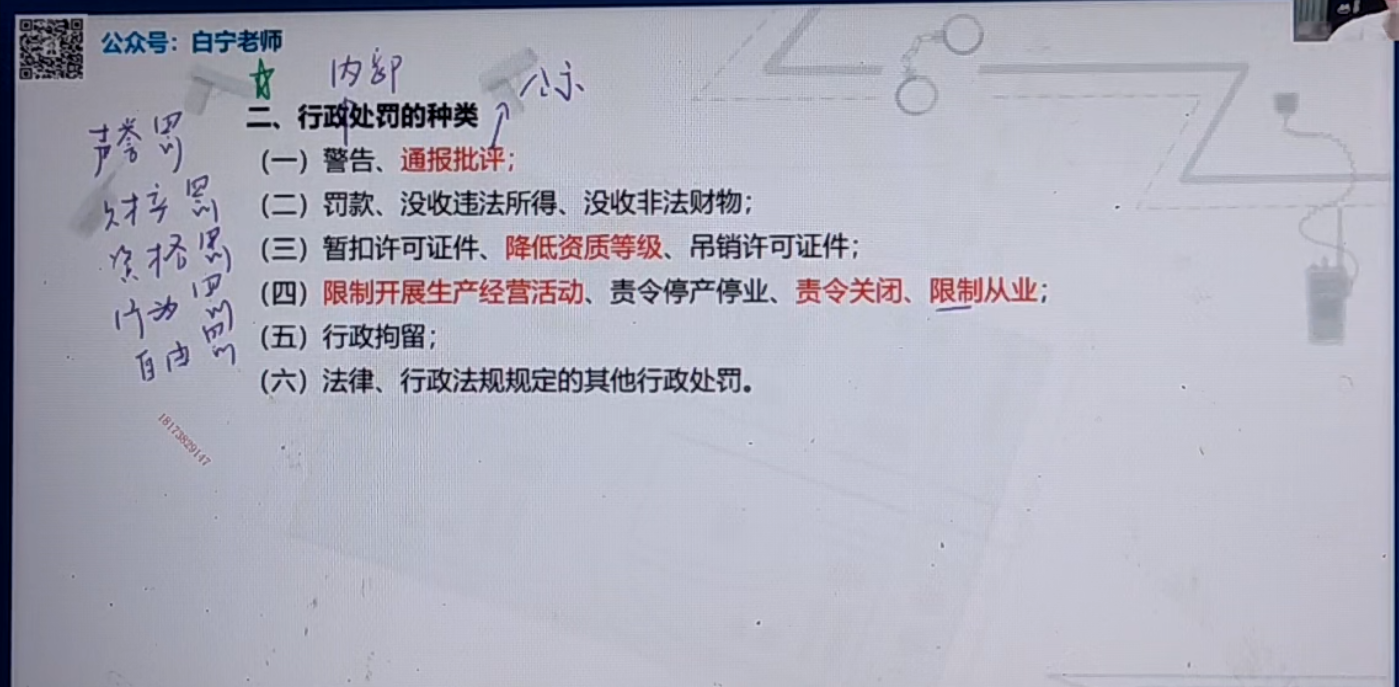 公众号：白宁老师
☆ 内部 公示
二、行政处罚的种类
声誉罚
（一）警告、通报批评；
财产罚
（二）罚款、没收违法所得、没收非法财物；
资格罚
（三）暂扣许可证件、降低资质等级、吊销许可证件；
行为罚
（四）限制开展生产经营活动、责令停产停业、责令关闭、限制从业；
自由罚
（五）行政拘留；
（六）法律、行政法规规定的其他行政处罚。
18173829147